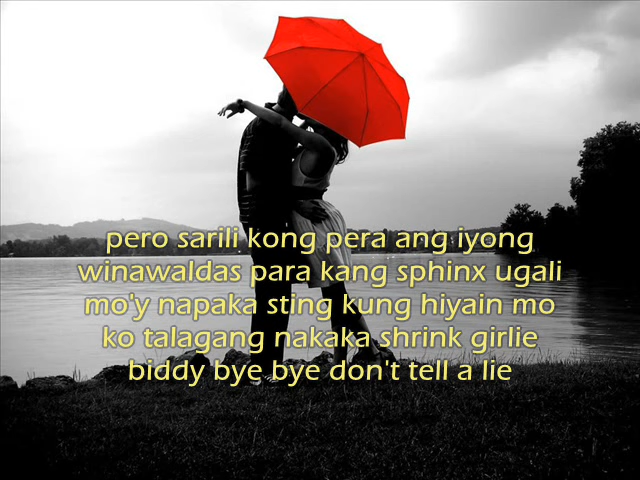 pero sarili kong pera ang iyong
winawaldas para kang sphinx ugali
mo'y napaka sting kung hiyain mo
ko talagang nakaka shrink girlie
biddy bye bye don't tell a lie